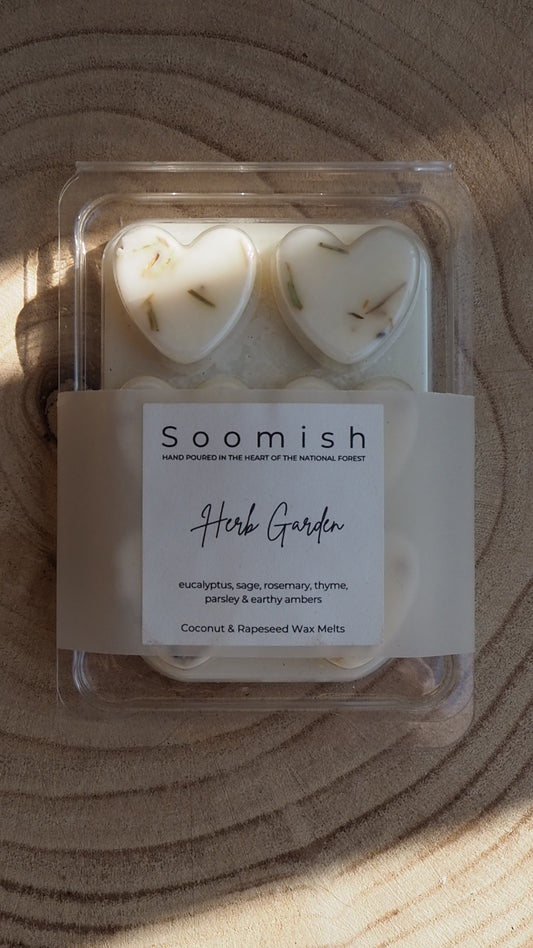 Soomish
HAND POURED IN THE HEART OF THE NATIONAL FOREST
Herb Garden
eucalyptus, sage, rosemary, thyme,
parsley & earthy ambers
Coconut & Rapeseed Wax Melts